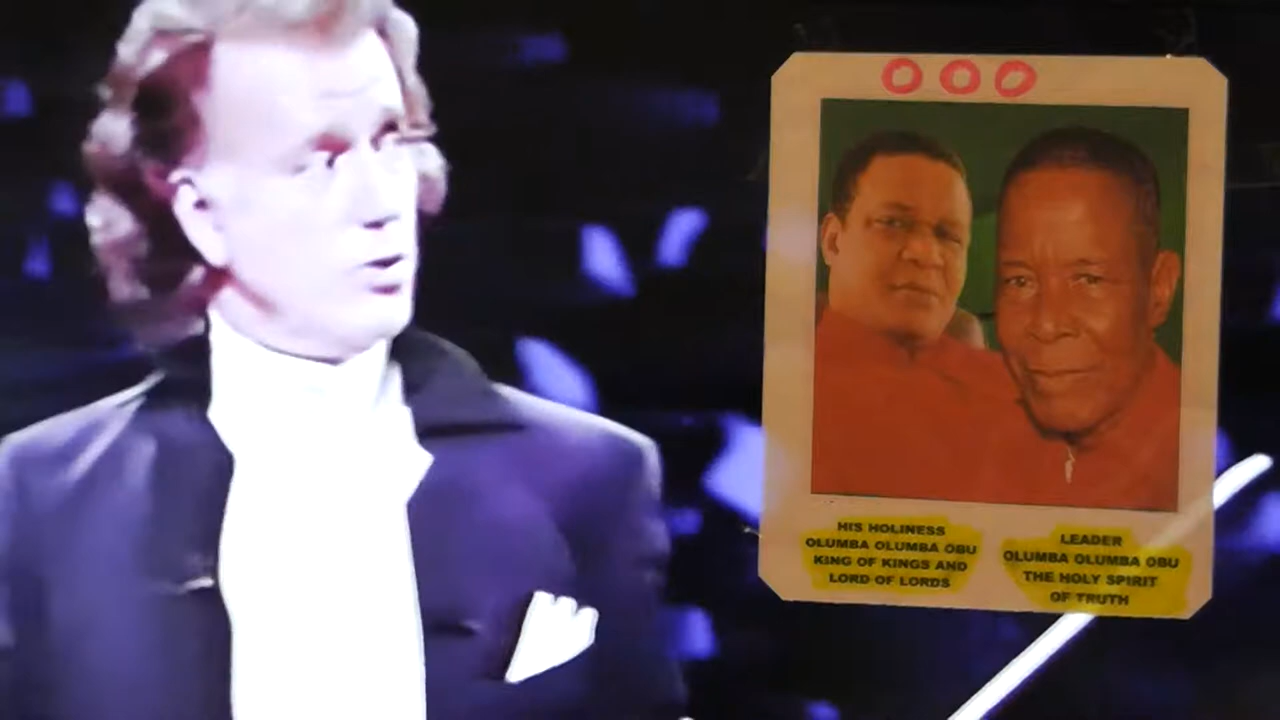 OOO
HIS HOLINESS
OLUMBA OLUMBA OBU
KING OF KINGS AND
LORD OF LORDS
LEADER
OLUMBA OLUMBA OBU
THE HOLY SPIRIT
OF TRUTH